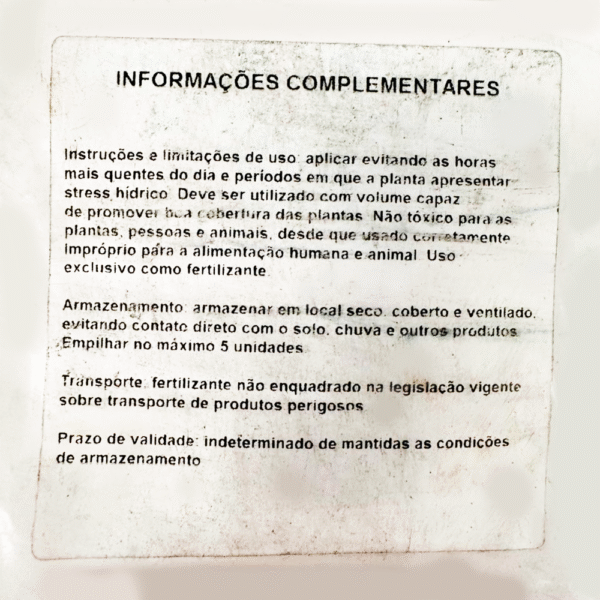 INFORMAÇÕES COMPLEMENTARES
Instruções e limitações de uso: aplicar evitando as horas
mais quentes do dia e períodos em que a planta apresentar
stress hídrico. Deve ser utilizado com volume capaz
de promover boa cobertura das plantas. Não tóxico para as
plantas, pessoas e animais, desde que usado corretamente
Impróprio para a alimentação humana e animal. Uso
exclusivo como fertilizante.
Armazenamento: armazenar em local seco, coberto e ventilado,
evitando contato direto com o solo, chuva e outros produtos.
Empilhar no máximo 5 unidades
Transporte: fertilizante não enquadrado na legislação vigente
sobre transporte de produtos perigosos
Prazo de validade: indeterminado de mantidas as condições
de armazenamento